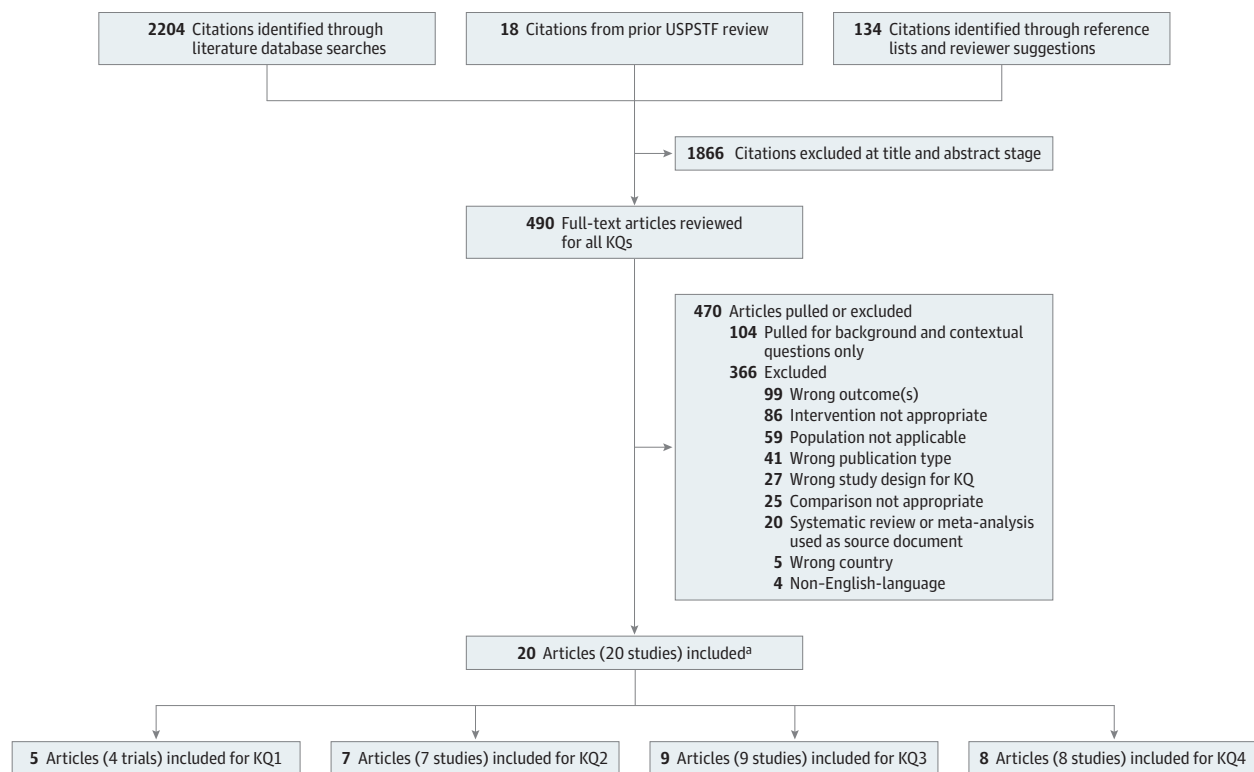 2204 Citations identified through
literature database searches
18 Citations from prior USPSTF review
134 Citations identified through reference
lists and reviewer suggestions
1866 Citations excluded at title and abstract stage
490 Full-text articles reviewed
for all KQs
470 Articles pulled or excluded
104 Pulled for background and contextual
questions only
366 Excluded
99 Wrong outcome(s)
86 Intervention not appropriate
59 Population not applicable
41 Wrong publication type
27 Wrong study design for KQ
25 Comparison not appropriate
20 Systematic review or meta-analysis
used as source document
5 Wrong country
4 Non-English-language
20 Articles (20 studies) includedᵃ
5 Articles (4 trials) included for KQ1
7 Articles (7 studies) included for KQ2
9 Articles (9 studies) included for KQ3
8 Articles (8 studies) included for KQ4